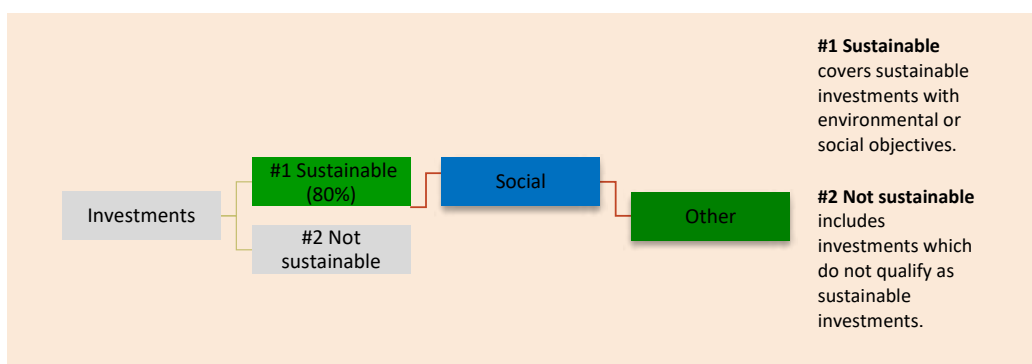 Investments
#1 Sustainable
(80%)
#2 Not
sustainable
Social
Other
#1 Sustainable
covers sustainable
investments with
environmental or
social objectives.
#2 Not sustainable
includes
investments which
do not qualify as
sustainable
investments.